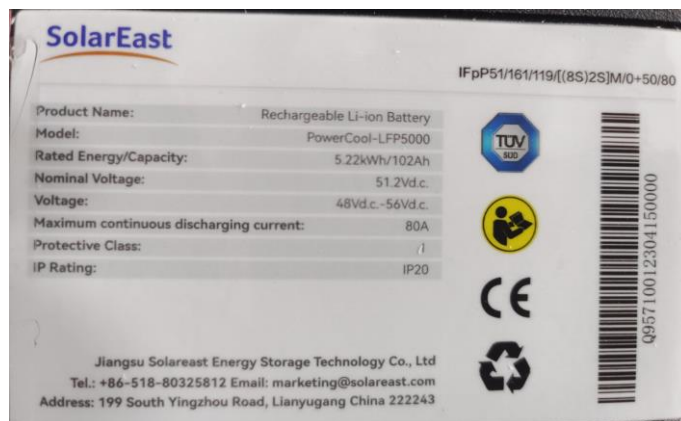 SolarEast
IFpP51/161/119/[(8S)2S]M/0+50/80
Product Name: Rechargeable Li-ion Battery
Model: PowerCool-LFP5000
Rated Energy/Capacity: 5.22kWh/102Ah
Nominal Voltage: 51.2Vd.c.
Voltage: 48Vd.c.-56Vd.c.
Maximum continuous discharging current: 80A
Protective Class: I
IP Rating: IP20
TÜV
SÜD
CE
Q95710012304150000
Jiangsu Solareast Energy Storage Technology Co., Ltd
Tel.: +86-518-80325812 Email: marketing@solareast.com
Address: 199 South Yingzhou Road, Lianyugang China 222243